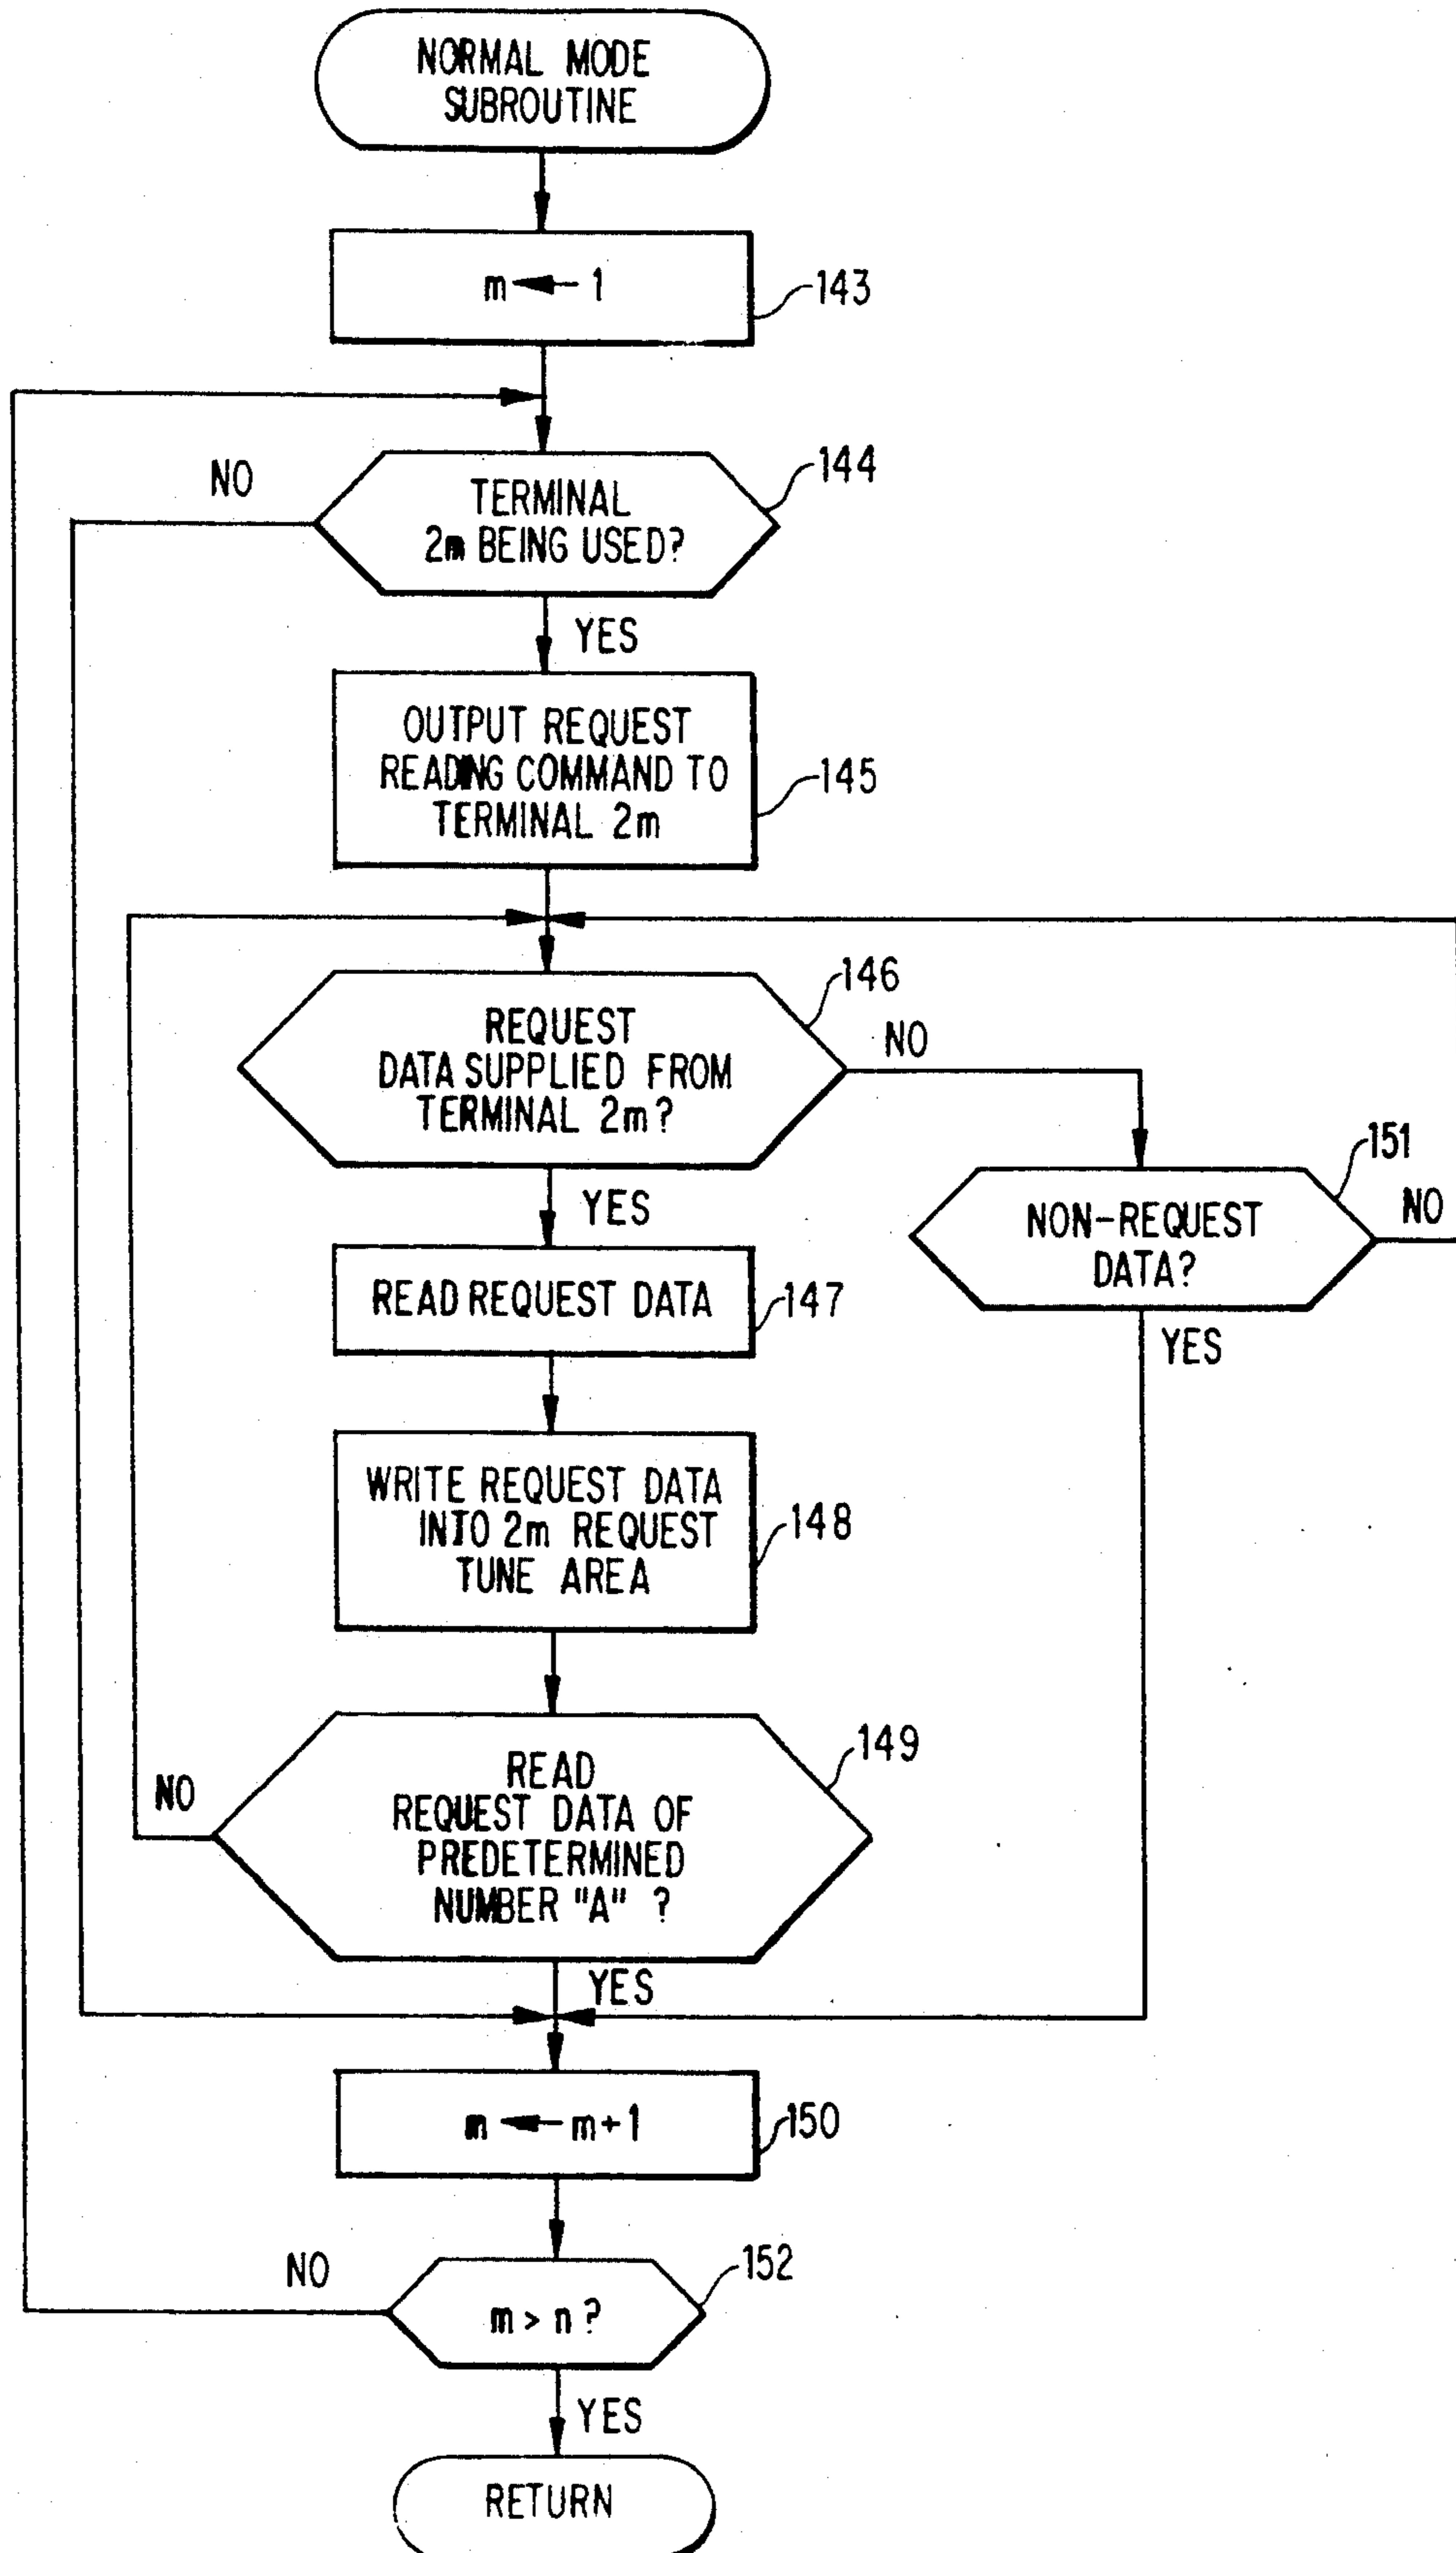 NORMAL MODE
SUBROUTINE
m ← 1
143
NO
TERMINAL
2m BEING USED?
144
YES
OUTPUT REQUEST
READING COMMAND TO
TERMINAL 2m
145
REQUEST
DATA SUPPLIED FROM
TERMINAL 2m?
146
NO
YES
NON-REQUEST
DATA?
151
NO
YES
READ REQUEST DATA
147
WRITE REQUEST DATA
INTO 2m REQUEST
TUNE AREA
148
READ
REQUEST DATA OF
PREDETERMINED
NUMBER "A" ?
149
NO
YES
m ← m+1
150
NO
m > n ?
152
YES
RETURN